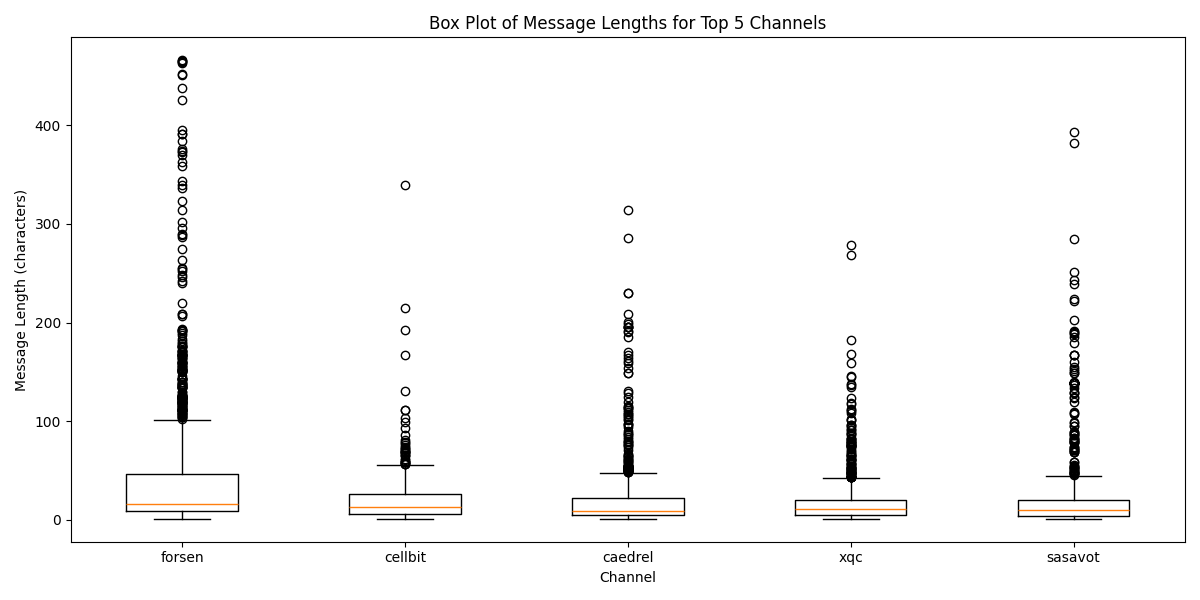 Box Plot of Message Lengths for Top 5 Channels
Message Length (characters)
400
300
200
100
0
forsen cellbit caedrel xqc sasavot
Channel